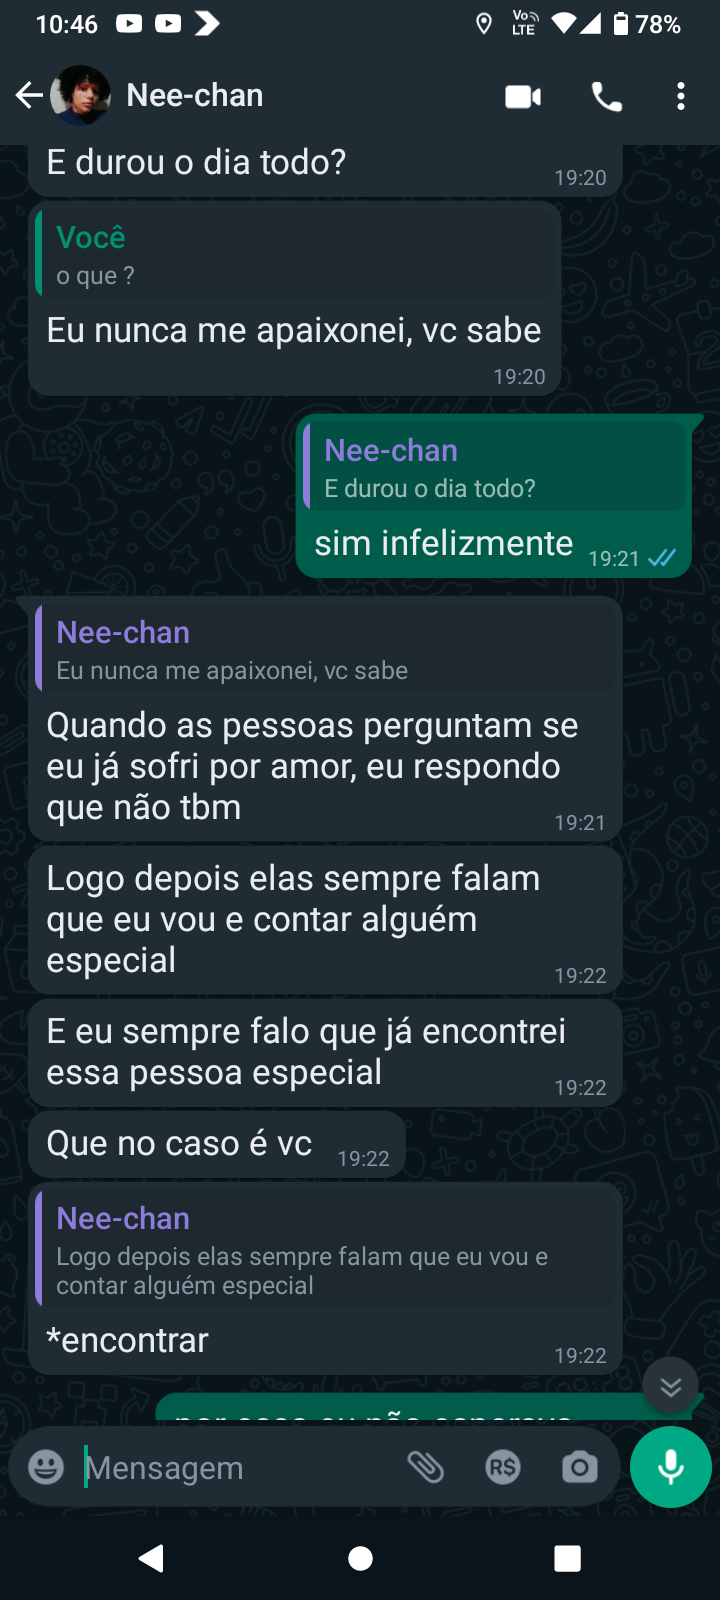 10:46
Vo
LTE
78%
Nee-chan
E durou o dia todo?
19:20
Você
o que ?
Eu nunca me apaixonei, vc sabe
19:20
Nee-chan
E durou o dia todo?
sim infelizmente 19:21
Nee-chan
Eu nunca me apaixonei, vc sabe
Quando as pessoas perguntam se
eu já sofri por amor, eu respondo
que não tbm
19:21
Logo depois elas sempre falam
que eu vou e contar alguém
especial
19:22
E eu sempre falo que já encontrei
essa pessoa especial
19:22
Que no caso é vc 19:22
Nee-chan
Logo depois elas sempre falam que eu vou e
contar alguém especial
*encontrar
19:22
Mensagem
R$